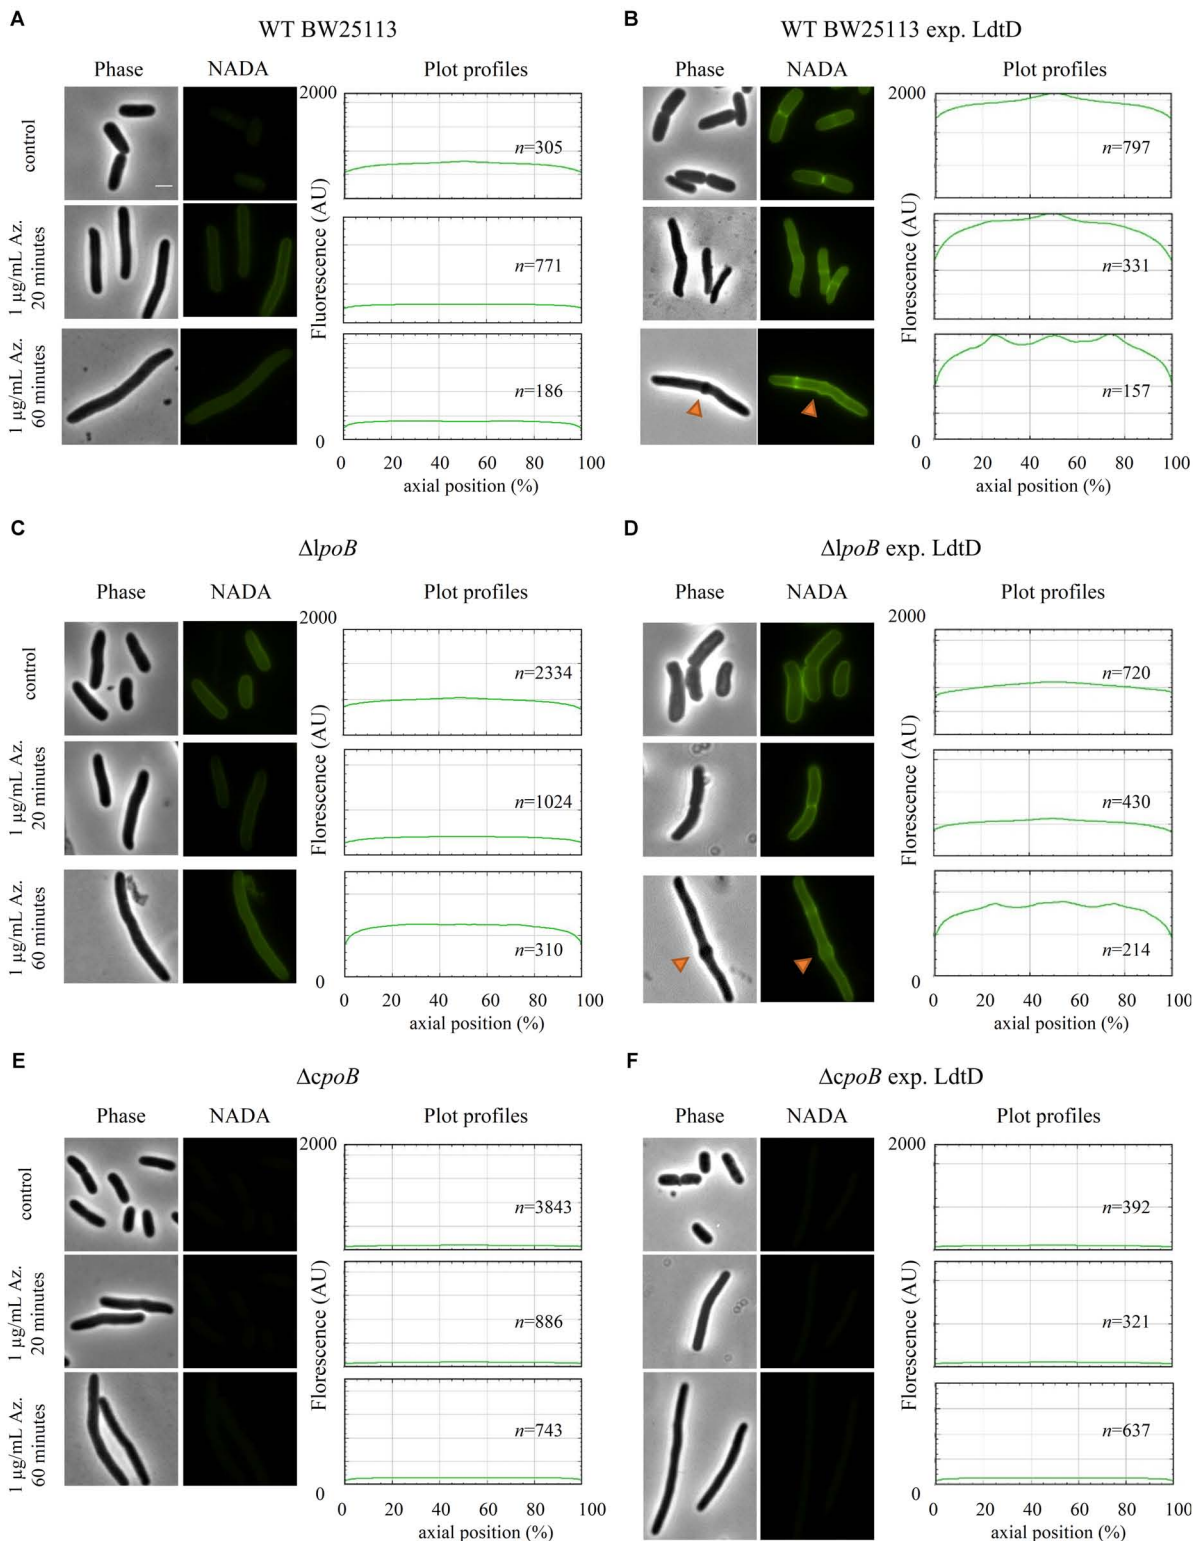 A
WT BW25113
Phase
NADA
Plot profiles
control
1 µg/mL Az.
20 minutes
1 µg/mL Az.
60 minutes
Fluorescence (AU)
2000
n=305
n=771
n=186
0
0 20 40 60 80 100
axial position (%)
B
WT BW25113 exp. LdtD
Phase
NADA
Plot profiles
Florescence (AU)
2000
n=797
n=331
n=157
0
0 20 40 60 80 100
axial position (%)
C
ΔlpoB
Phase
NADA
Plot profiles
control
1 µg/mL Az.
20 minutes
1 µg/mL Az.
60 minutes
Florescence (AU)
2000
n=2334
n=1024
n=310
0
0 20 40 60 80 100
axial position (%)
D
ΔlpoB exp. LdtD
Phase
NADA
Plot profiles
Florescence (AU)
2000
n=720
n=430
n=214
0
0 20 40 60 80 100
axial position (%)
E
ΔcpoB
Phase
NADA
Plot profiles
control
1 µg/mL Az.
20 minutes
1 µg/mL Az.
60 minutes
Florescence (AU)
2000
n=3843
n=886
n=743
0
0 20 40 60 80 100
axial position (%)
F
ΔcpoB exp. LdtD
Phase
NADA
Plot profiles
Florescence (AU)
2000
n=392
n=321
n=637
0
0 20 40 60 80 100
axial position (%)